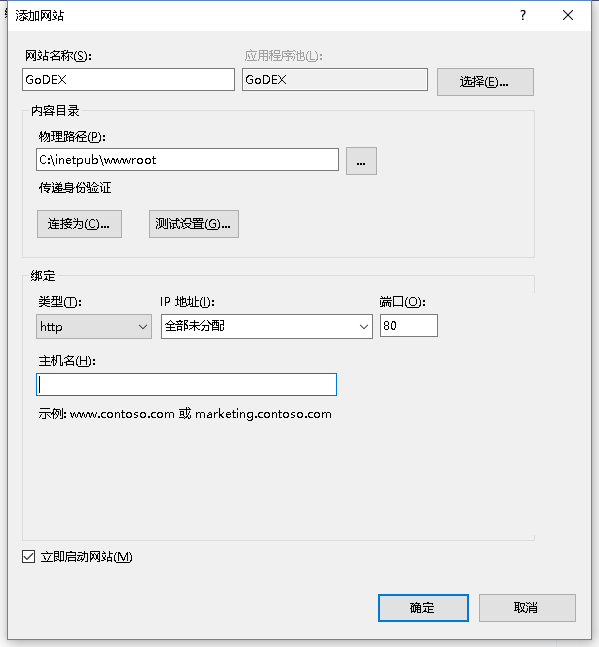 添加网站
网站名称(S):
应用程序池(L):
GoDEX
GoDEX
选择(E)...
内容目录
物理路径(P):
C:\inetpub\wwwroot
...
传递身份验证
连接为(C)...
测试设置(G)...
绑定
类型(T):
IP 地址(I):
端口(O):
http
全部未分配
80
主机名(H):
示例: www.contoso.com 或 marketing.contoso.com
立即启动网站(M)
确定
取消